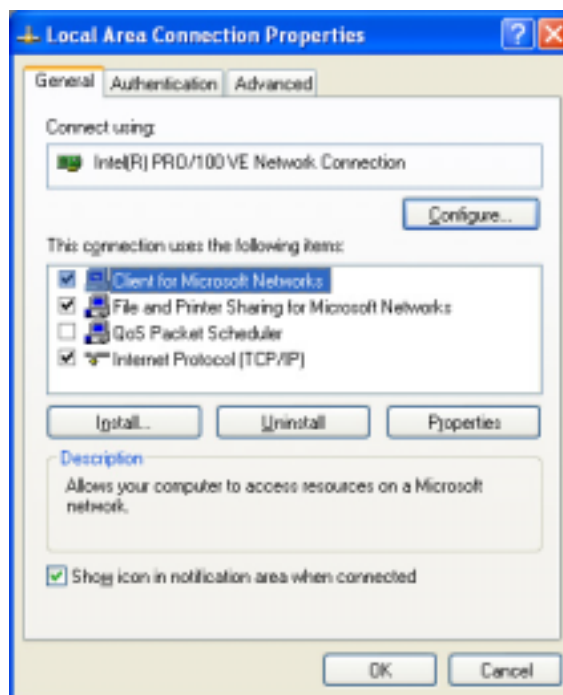 Local Area Connection Properties
General Authentication Advanced
Connect using:
Intel(R) PRO/100 VE Network Connection
Configure...
This connection uses the following items:
Client for Microsoft Networks
File and Printer Sharing for Microsoft Networks
QoS Packet Scheduler
Internet Protocol (TCP/IP)
Install... Uninstall Properties
Description
Allows your computer to access resources on a Microsoft
network.
Show icon in notification area when connected
OK Cancel